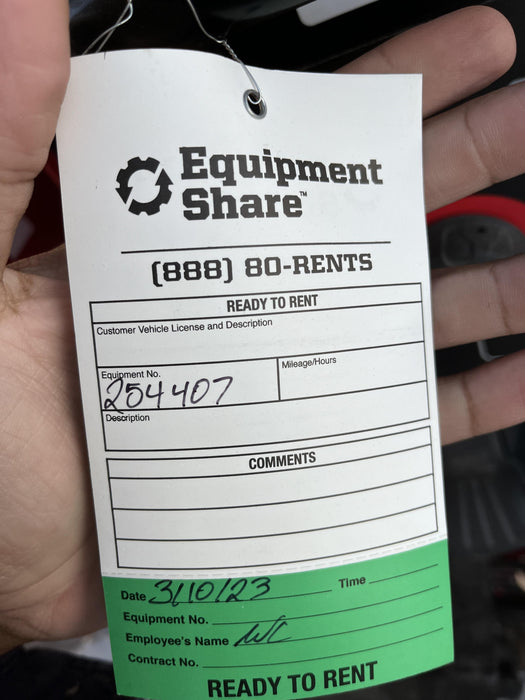 Equipment
Share™
(888) 80-RENTS
READY TO RENT
Customer Vehicle License and Description
Equipment No.
Mileage/Hours
254407
Description
COMMENTS
Date 3/10/23 Time
Equipment No.
Employee's Name WC
Contract No.
READY TO RENT